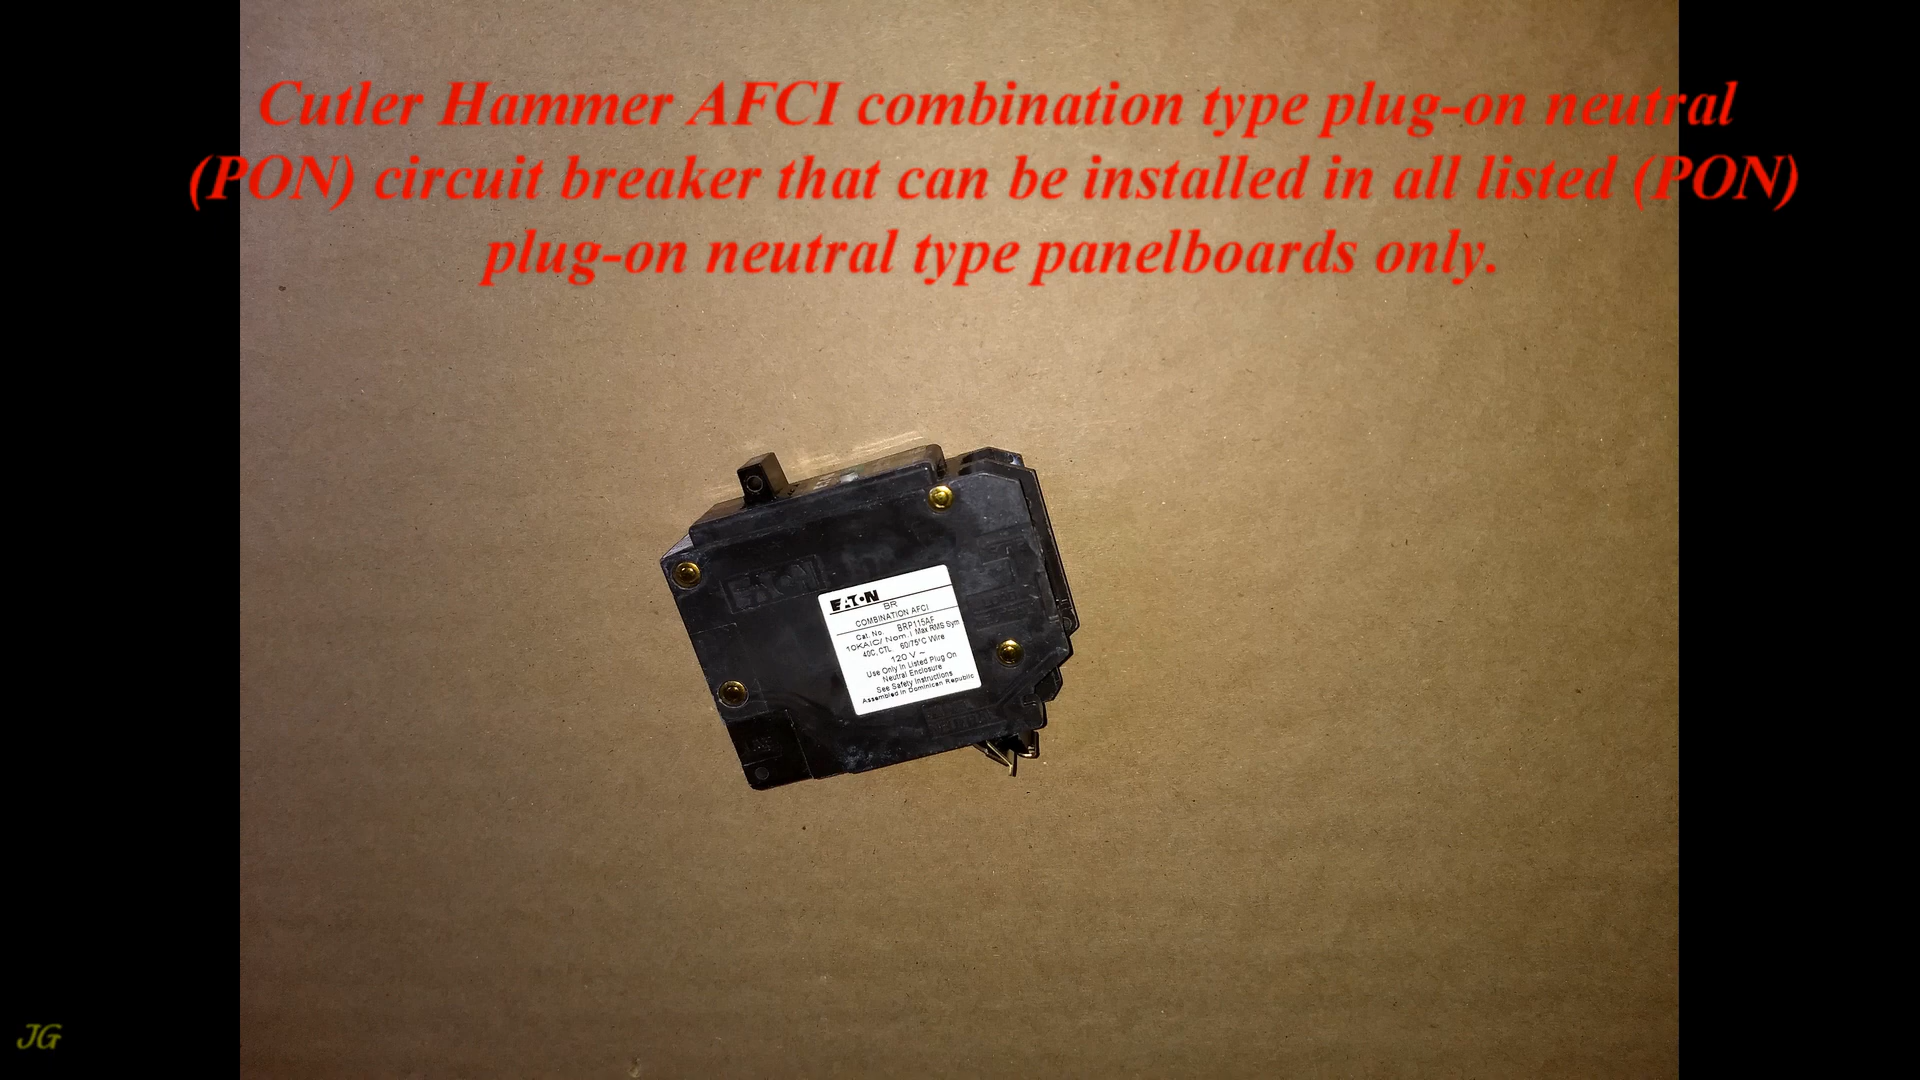 Cutler Hammer AFCI combination type plug-on neutral
(PON) circuit breaker that can be installed in all listed (PON)
plug-on neutral type panelboards only.
EATON
EATON
BR
COMBINATION AFCI
Cat. No. BRP115AF
10KAIC/ Nom.I Max RMS Sym
40C,CTL 60/75°C Wire
120 V ~
Use Only In Listed Plug On
Neutral Enclosure
See Safety Instructions
Assembled in Dominican Republic
JG